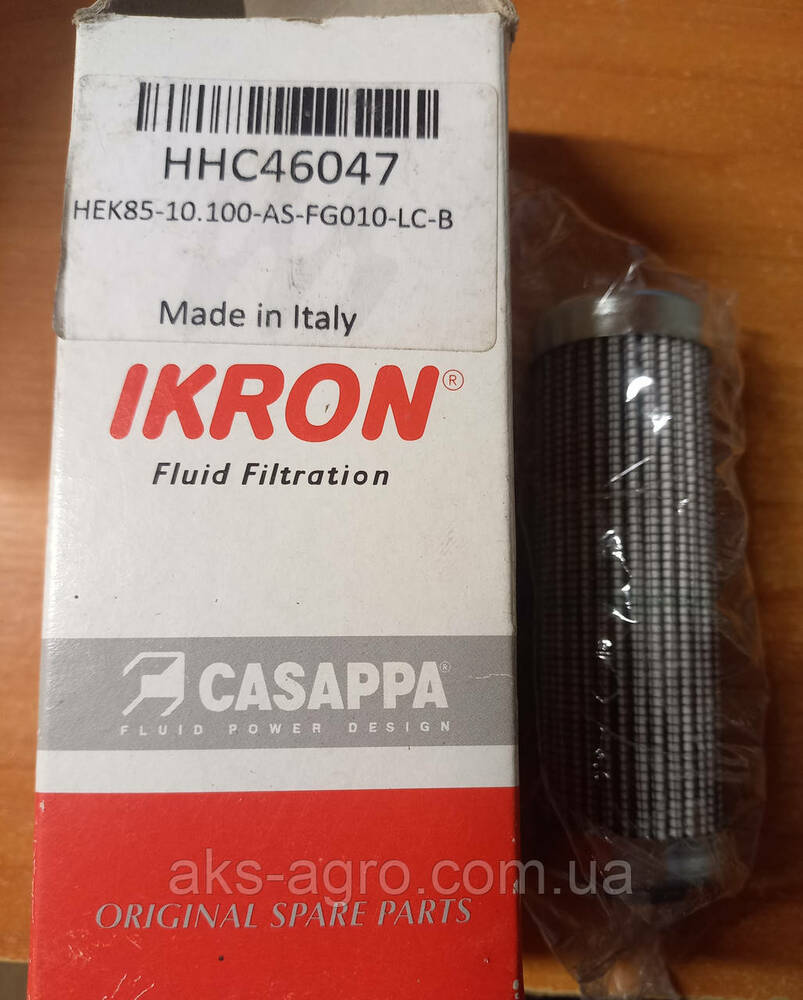 HHC46047
HEK85-10.100-AS-FG010-LC-B
Made in Italy
IKRON®
Fluid Filtration
CASAPPA®
FLUID POWER DESIGN
aks-agro.com.ua
ORIGINAL SPARE PARTS